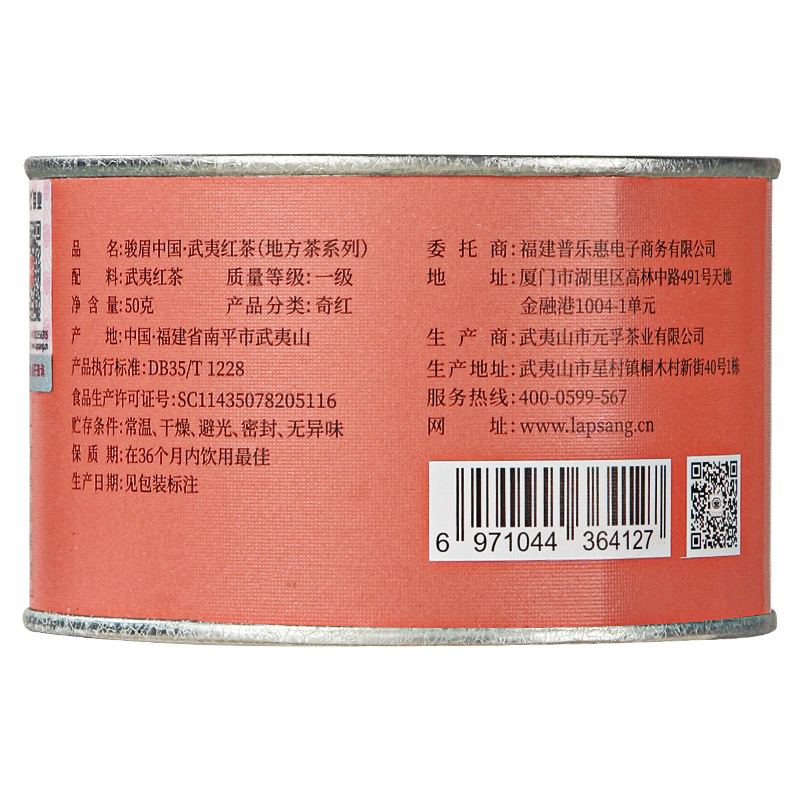 品名:骏眉中国·武夷红茶(地方茶系列)
配料:武夷红茶 质量等级:一级
净含量:50克 产品分类:奇红
产地:中国·福建省南平市武夷山
产品执行标准:DB35/T 1228
食品生产许可证号:SC11435078205116
贮存条件:常温、干燥、避光、密封、无异味
保质期:在36个月内饮用最佳
生产日期:见包装标注
委托商:福建普乐惠电子商务有限公司
地址:厦门市湖里区高林中路491号天地
金融港1004-1单元
生产商:武夷山市元孚茶业有限公司
生产地址:武夷山市星村镇桐木村新街40号1栋
服务热线:400-0599-567
网址:www.lapsang.cn
6 971044 364127